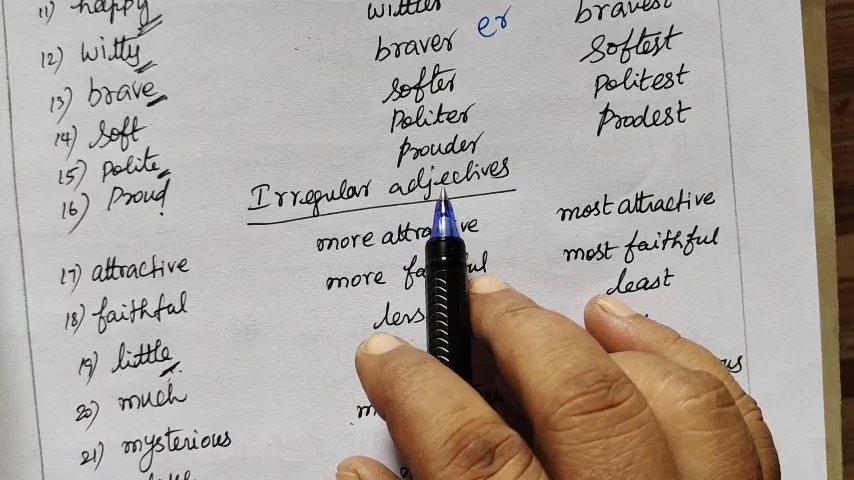 11) happy wittier bravest
12) witty braver er softest
13) brave softer Politest
14) soft Politer Prodest
15) Polite Prouder
16) Proud
Irregular adjectives
17) attractive more attractive most attractive
18) faithful more faithful most faithful
19) little less least
20) much
21) mysterious